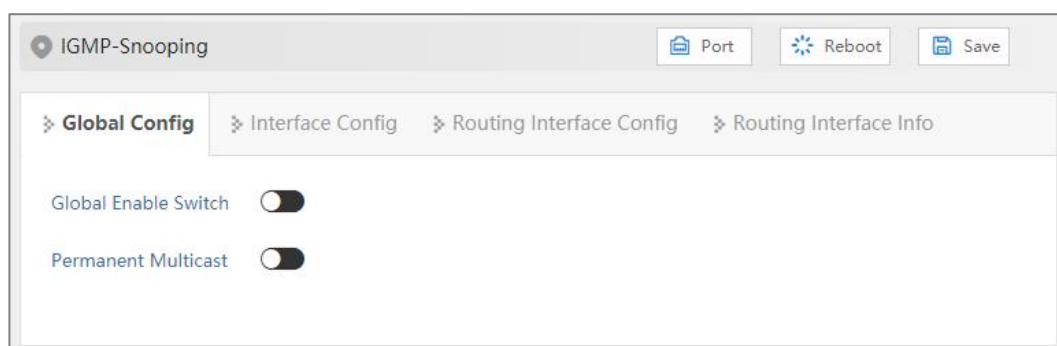 IGMP-Snooping Port Reboot Save
Global Config Interface Config Routing Interface Config Routing Interface Info
Global Enable Switch
Permanent Multicast